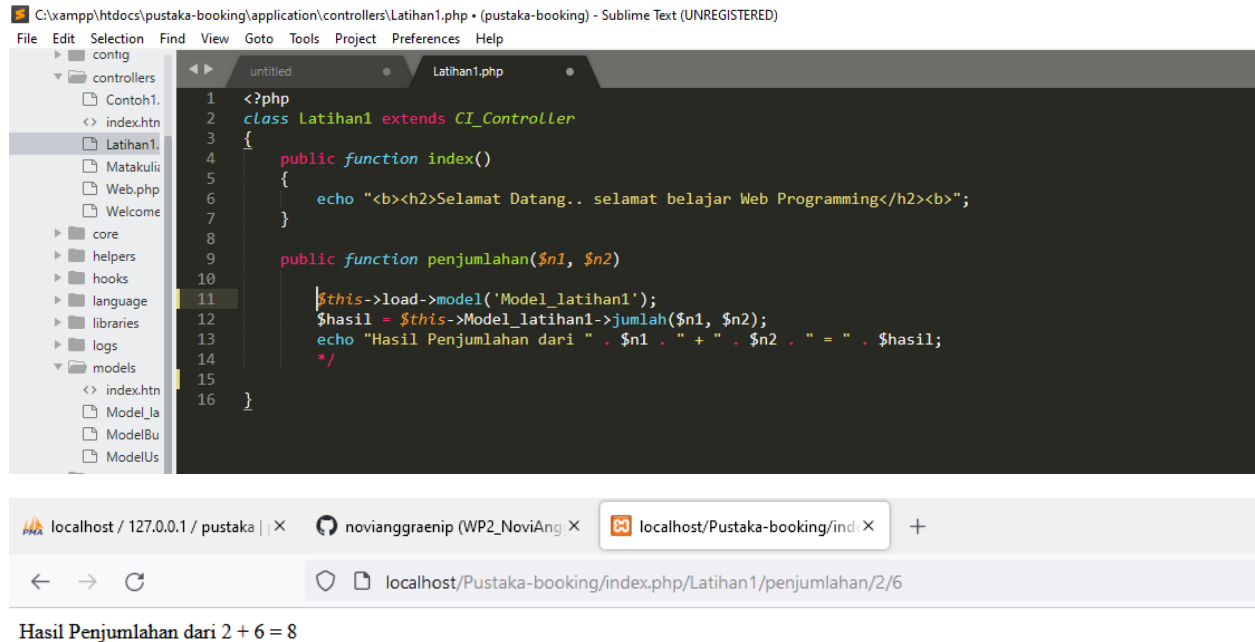 C:\xampp\htdocs\pustaka-booking\application\controllers\Latihan1.php • (pustaka-booking) - Sublime Text (UNREGISTERED)
File Edit Selection Find View Goto Tools Project Preferences Help
config
controllers
Contoh1.
<> index.htn
Latihan1.
Matakulia
Web.php
Welcome
core
helpers
hooks
language
libraries
logs
models
<> index.htn
Model_la
ModelBu
ModelUs
untitled
Latihan1.php
1 <?php
2 class Latihan1 extends CI_Controller
3 {
4 public function index()
5 {
6 echo "<b><h2>Selamat Datang.. selamat belajar Web Programming</h2><b>";
7 }
8
9 public function penjumlahan($n1, $n2)
10
11 $this->load->model('Model_latihan1');
12 $hasil = $this->Model_latihan1->jumlah($n1, $n2);
13 echo "Hasil Penjumlahan dari " . $n1 . " + " . $n2 . " = " . $hasil;
14 */
15
16 }
PMA localhost / 127.0.0.1 / pustaka |
novianggraenip (WP2_NoviAng
localhost/Pustaka-booking/ind
localhost/Pustaka-booking/index.php/Latihan1/penjumlahan/2/6
Hasil Penjumlahan dari 2 + 6 = 8